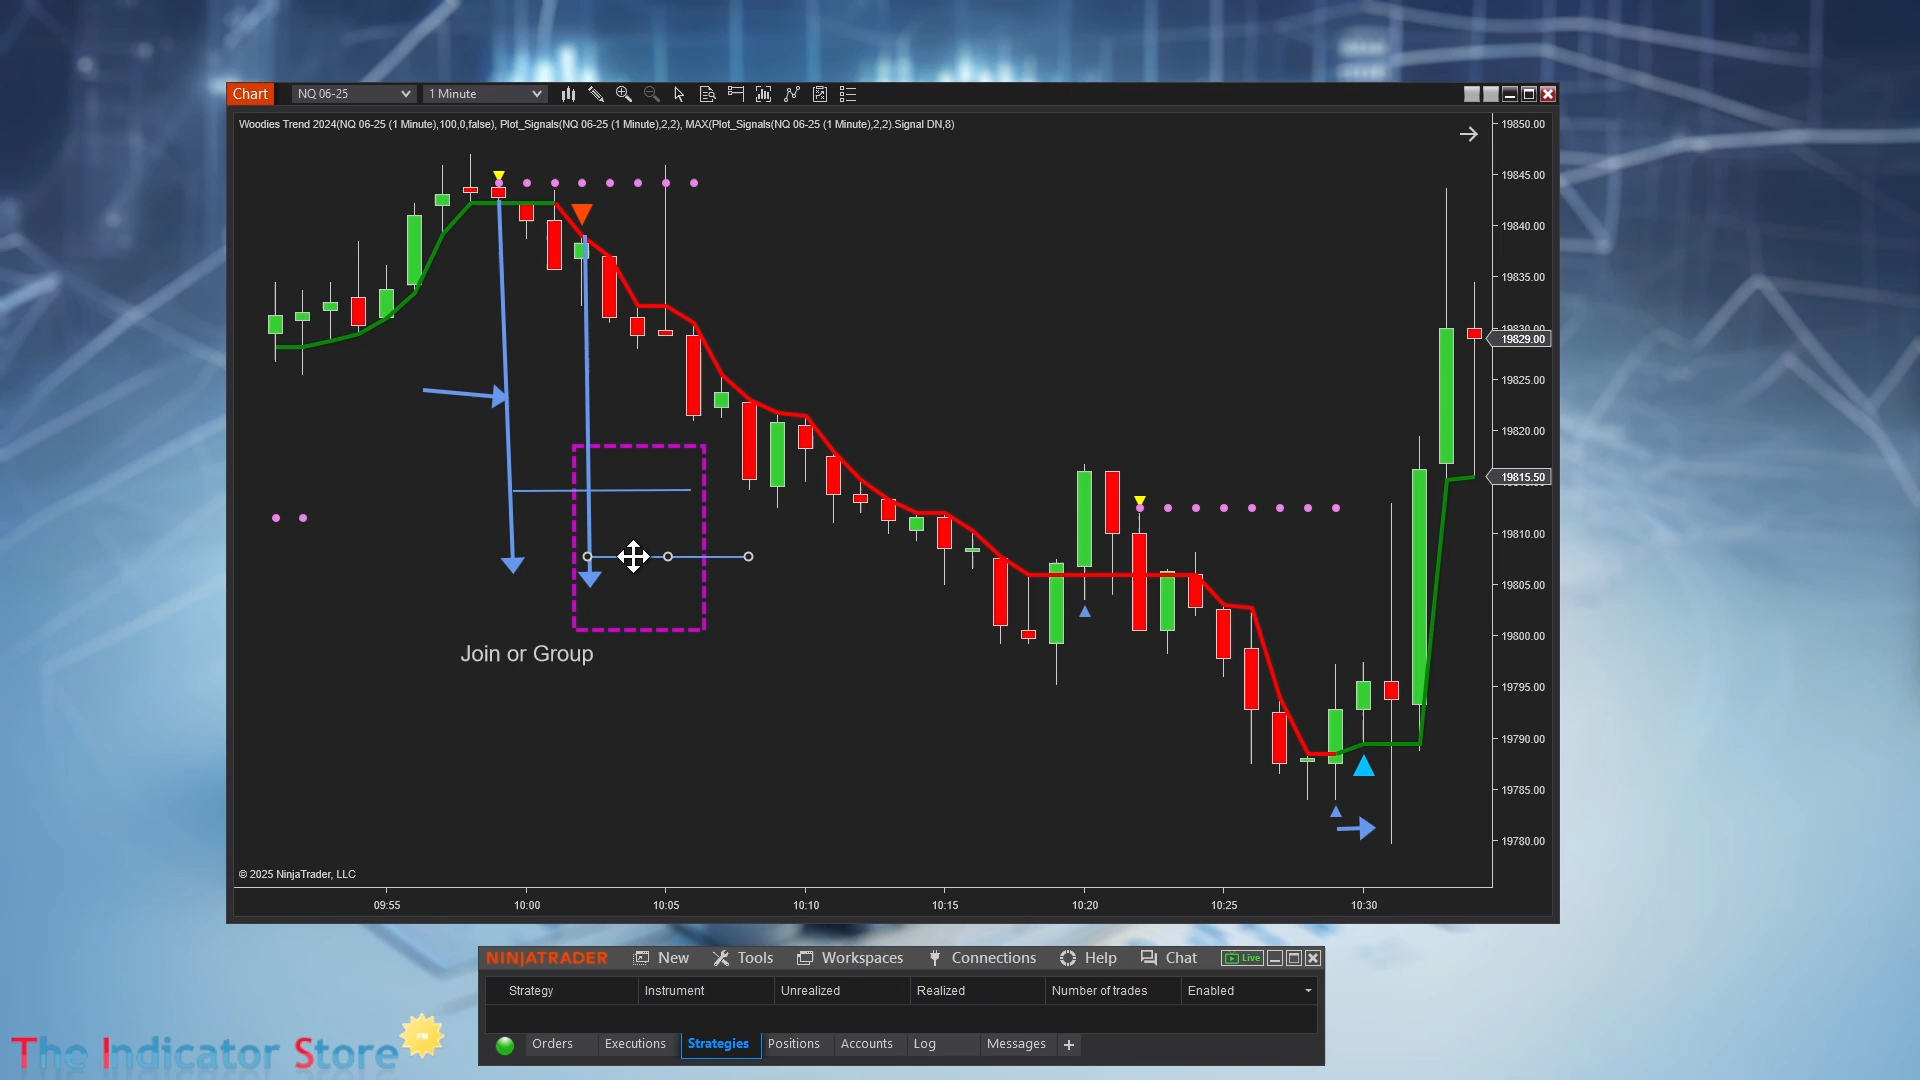 Chart NQ 06-25 1 Minute
Woodies Trend 2024(NQ 06-25 (1 Minute),100,0,false), Plot_Signals(NQ 06-25 (1 Minute),2,2), MAX(Plot_Signals(NQ 06-25 (1 Minute),2,2).Signal DN,8)
19850.00
19845.00
19840.00
19835.00
19830.00
19829.00
19825.00
19820.00
19815.50
19810.00
19805.00
19800.00
19795.00
19790.00
19785.00
19780.00
Join or Group
© 2025 NinjaTrader, LLC
09:55 10:00 10:05 10:10 10:15 10:20 10:25 10:30
NINJATRADER New Tools Workspaces Connections Help Chat Live
Strategy Instrument Unrealized Realized Number of trades Enabled
Orders Executions Strategies Positions Accounts Log Messages +
The Indicator Store